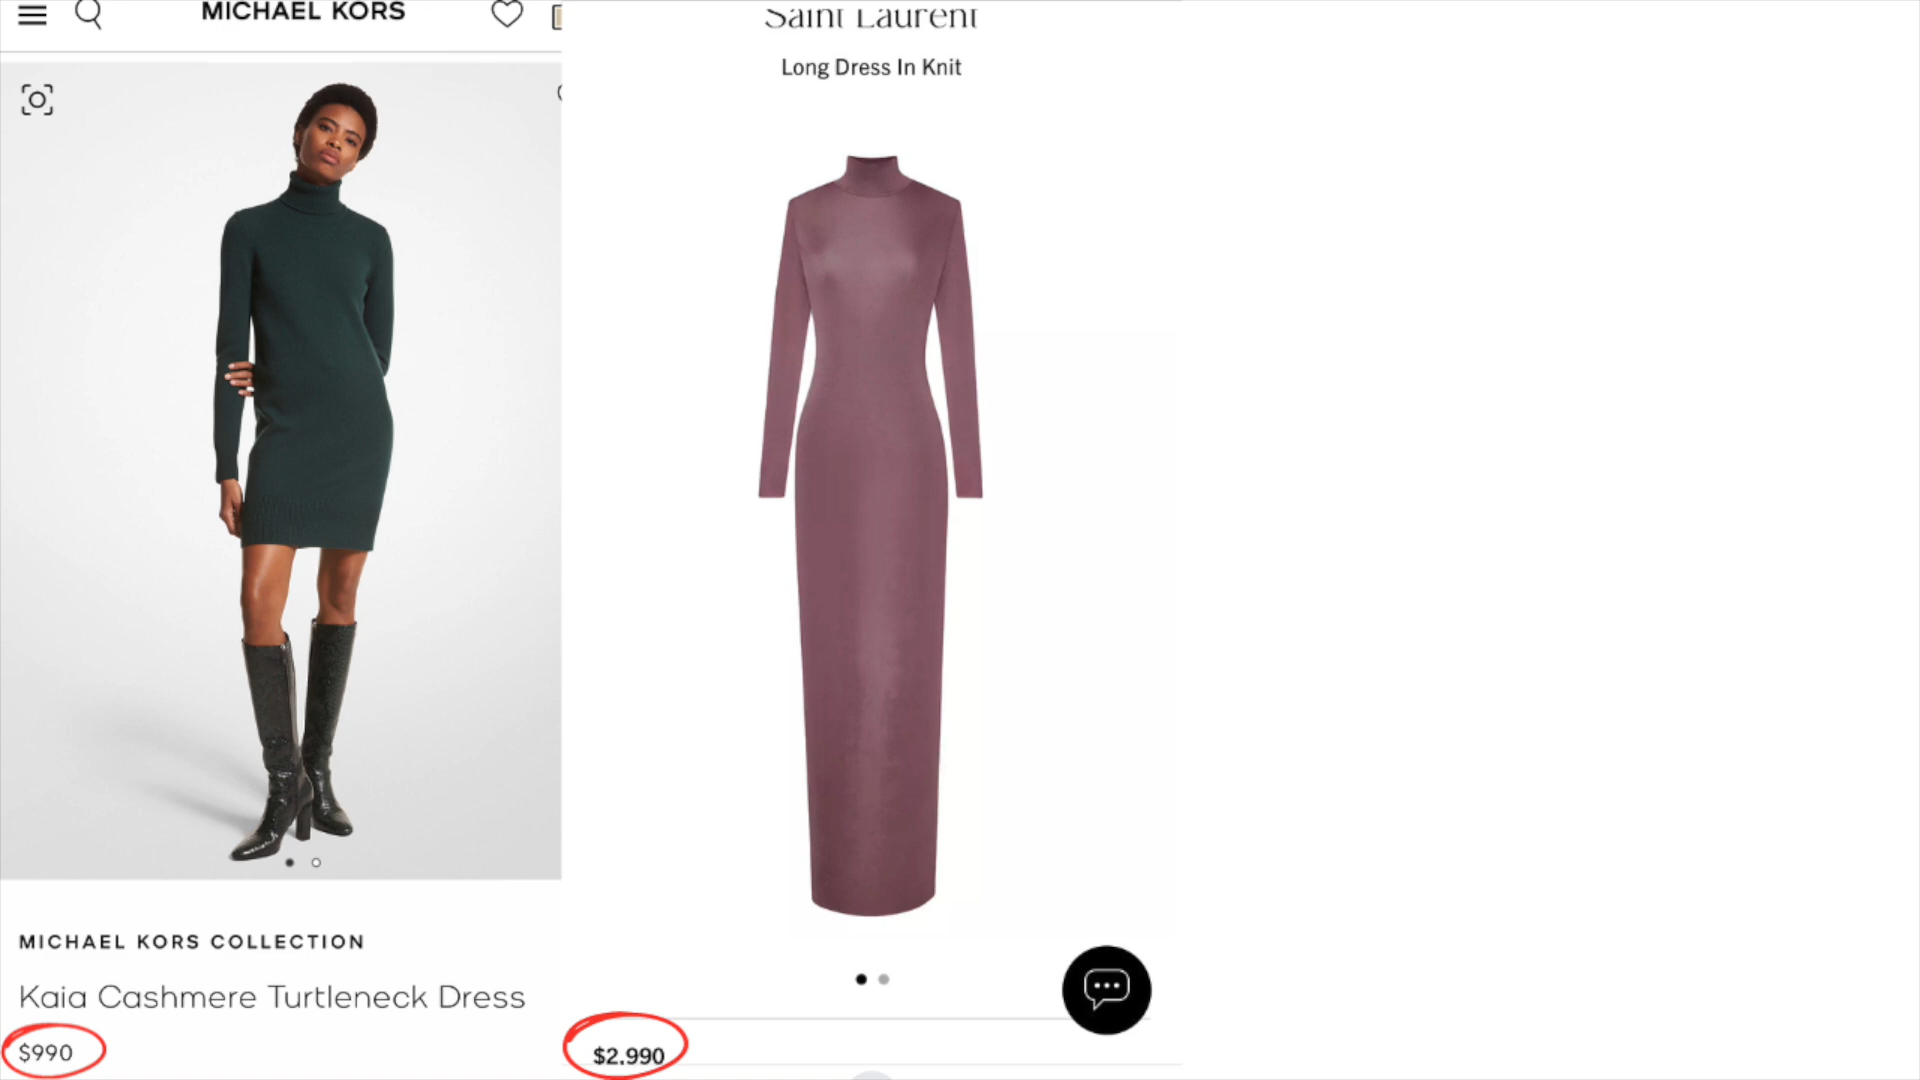 MICHAEL KORS
MICHAEL KORS COLLECTION
Kaia Cashmere Turtleneck Dress
$990
Saint Laurent
Long Dress In Knit
$2.990